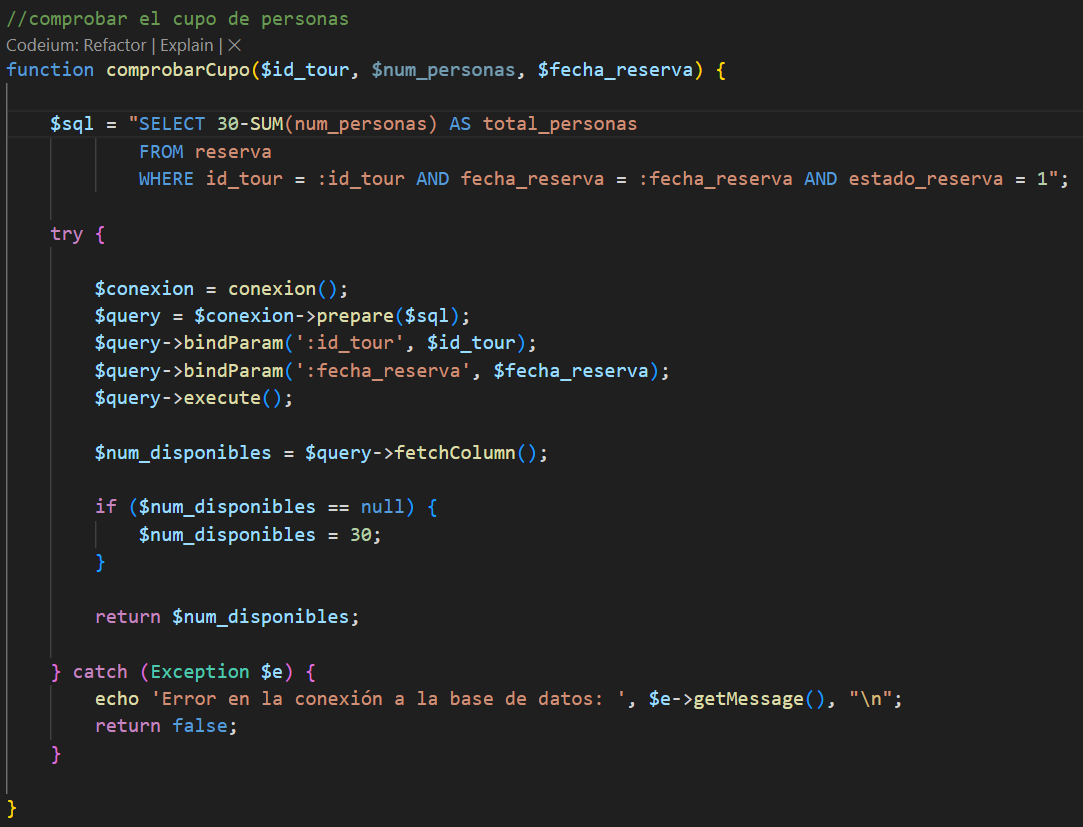 //comprobar el cupo de personas
Codeium: Refactor | Explain | ×
function comprobarCupo($id_tour, $num_personas, $fecha_reserva) {
$sql = "SELECT 30-SUM(num_personas) AS total_personas
FROM reserva
WHERE id_tour = :id_tour AND fecha_reserva = :fecha_reserva AND estado_reserva = 1";
try {
$conexion = conexion();
$query = $conexion->prepare($sql);
$query->bindParam(':id_tour', $id_tour);
$query->bindParam(':fecha_reserva', $fecha_reserva);
$query->execute();
$num_disponibles = $query->fetchColumn();
if ($num_disponibles == null) {
$num_disponibles = 30;
}
return $num_disponibles;
} catch (Exception $e) {
echo 'Error en la conexión a la base de datos: ', $e->getMessage(), "\n";
return false;
}
}